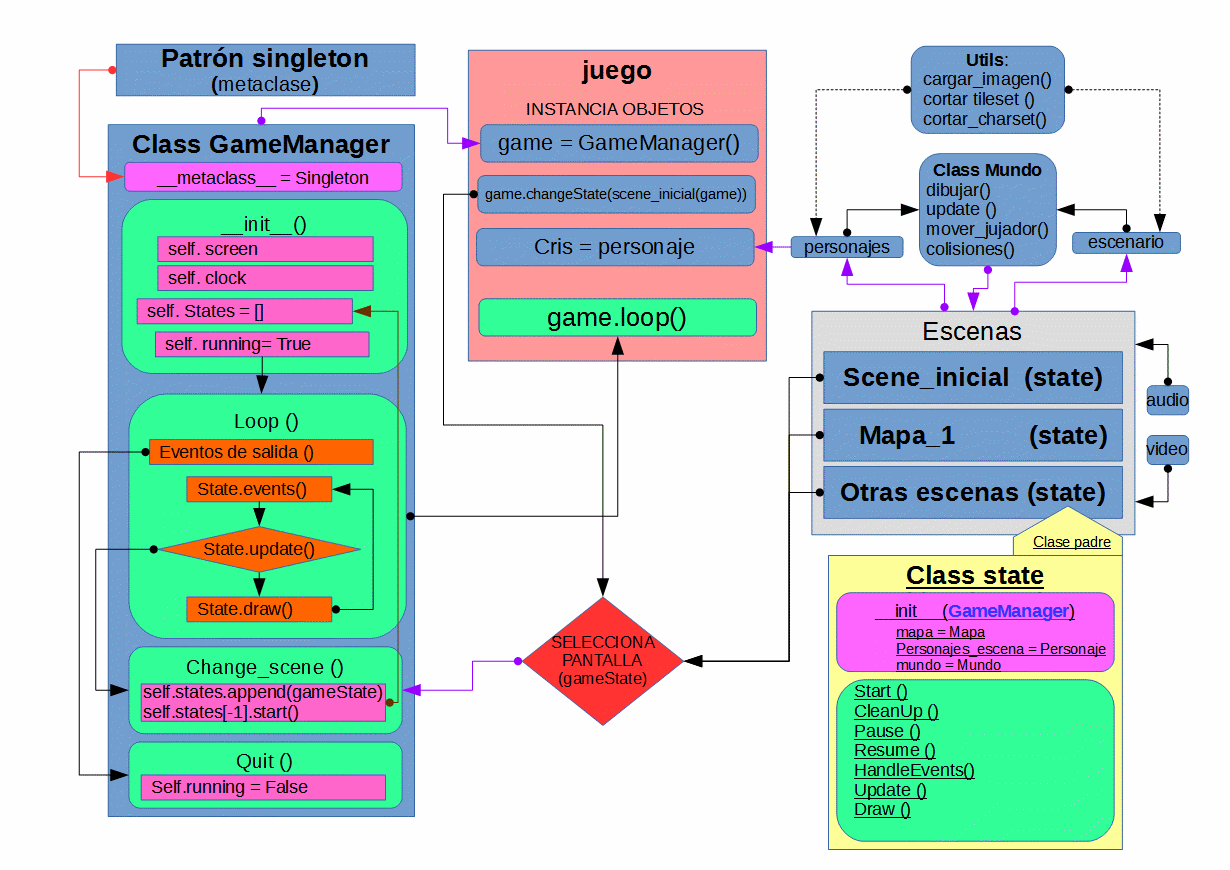 Patrón singleton
(metaclase)
Class GameManager
__metaclass__ = Singleton
__init__()
self. screen
self. clock
self. States = []
self. running= True
Loop ()
Eventos de salida ()
State.events()
State.update()
State.draw()
Change_scene ()
self.states.append(gameState)
self.states[-1].start()
Quit ()
Self.running = False
juego
INSTANCIA OBJETOS
game = GameManager()
game.changeState(scene_inicial(game))
Cris = personaje
game.loop()
SELECCIONA
PANTALLA
(gameState)
Utils:
cargar_imagen()
cortar tileset ()
cortar_charset()
Class Mundo
dibujar()
update ()
mover_jujador()
colisiones()
personajes
escenario
Escenas
Scene_inicial (state)
Mapa_1 (state)
Otras escenas (state)
audio
video
Clase padre
Class state
__init__(GameManager)
mapa = Mapa
Personajes_escena = Personaje
mundo = Mundo
Start ()
CleanUp ()
Pause ()
Resume ()
HandleEvents()
Update ()
Draw ()